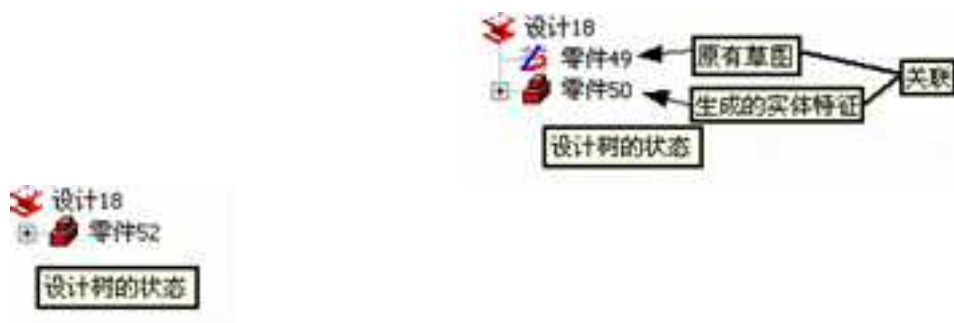 设计18
零件49
原有草图
关联
零件50
生成的实体特征
设计树的状态
设计18
零件52
设计树的状态